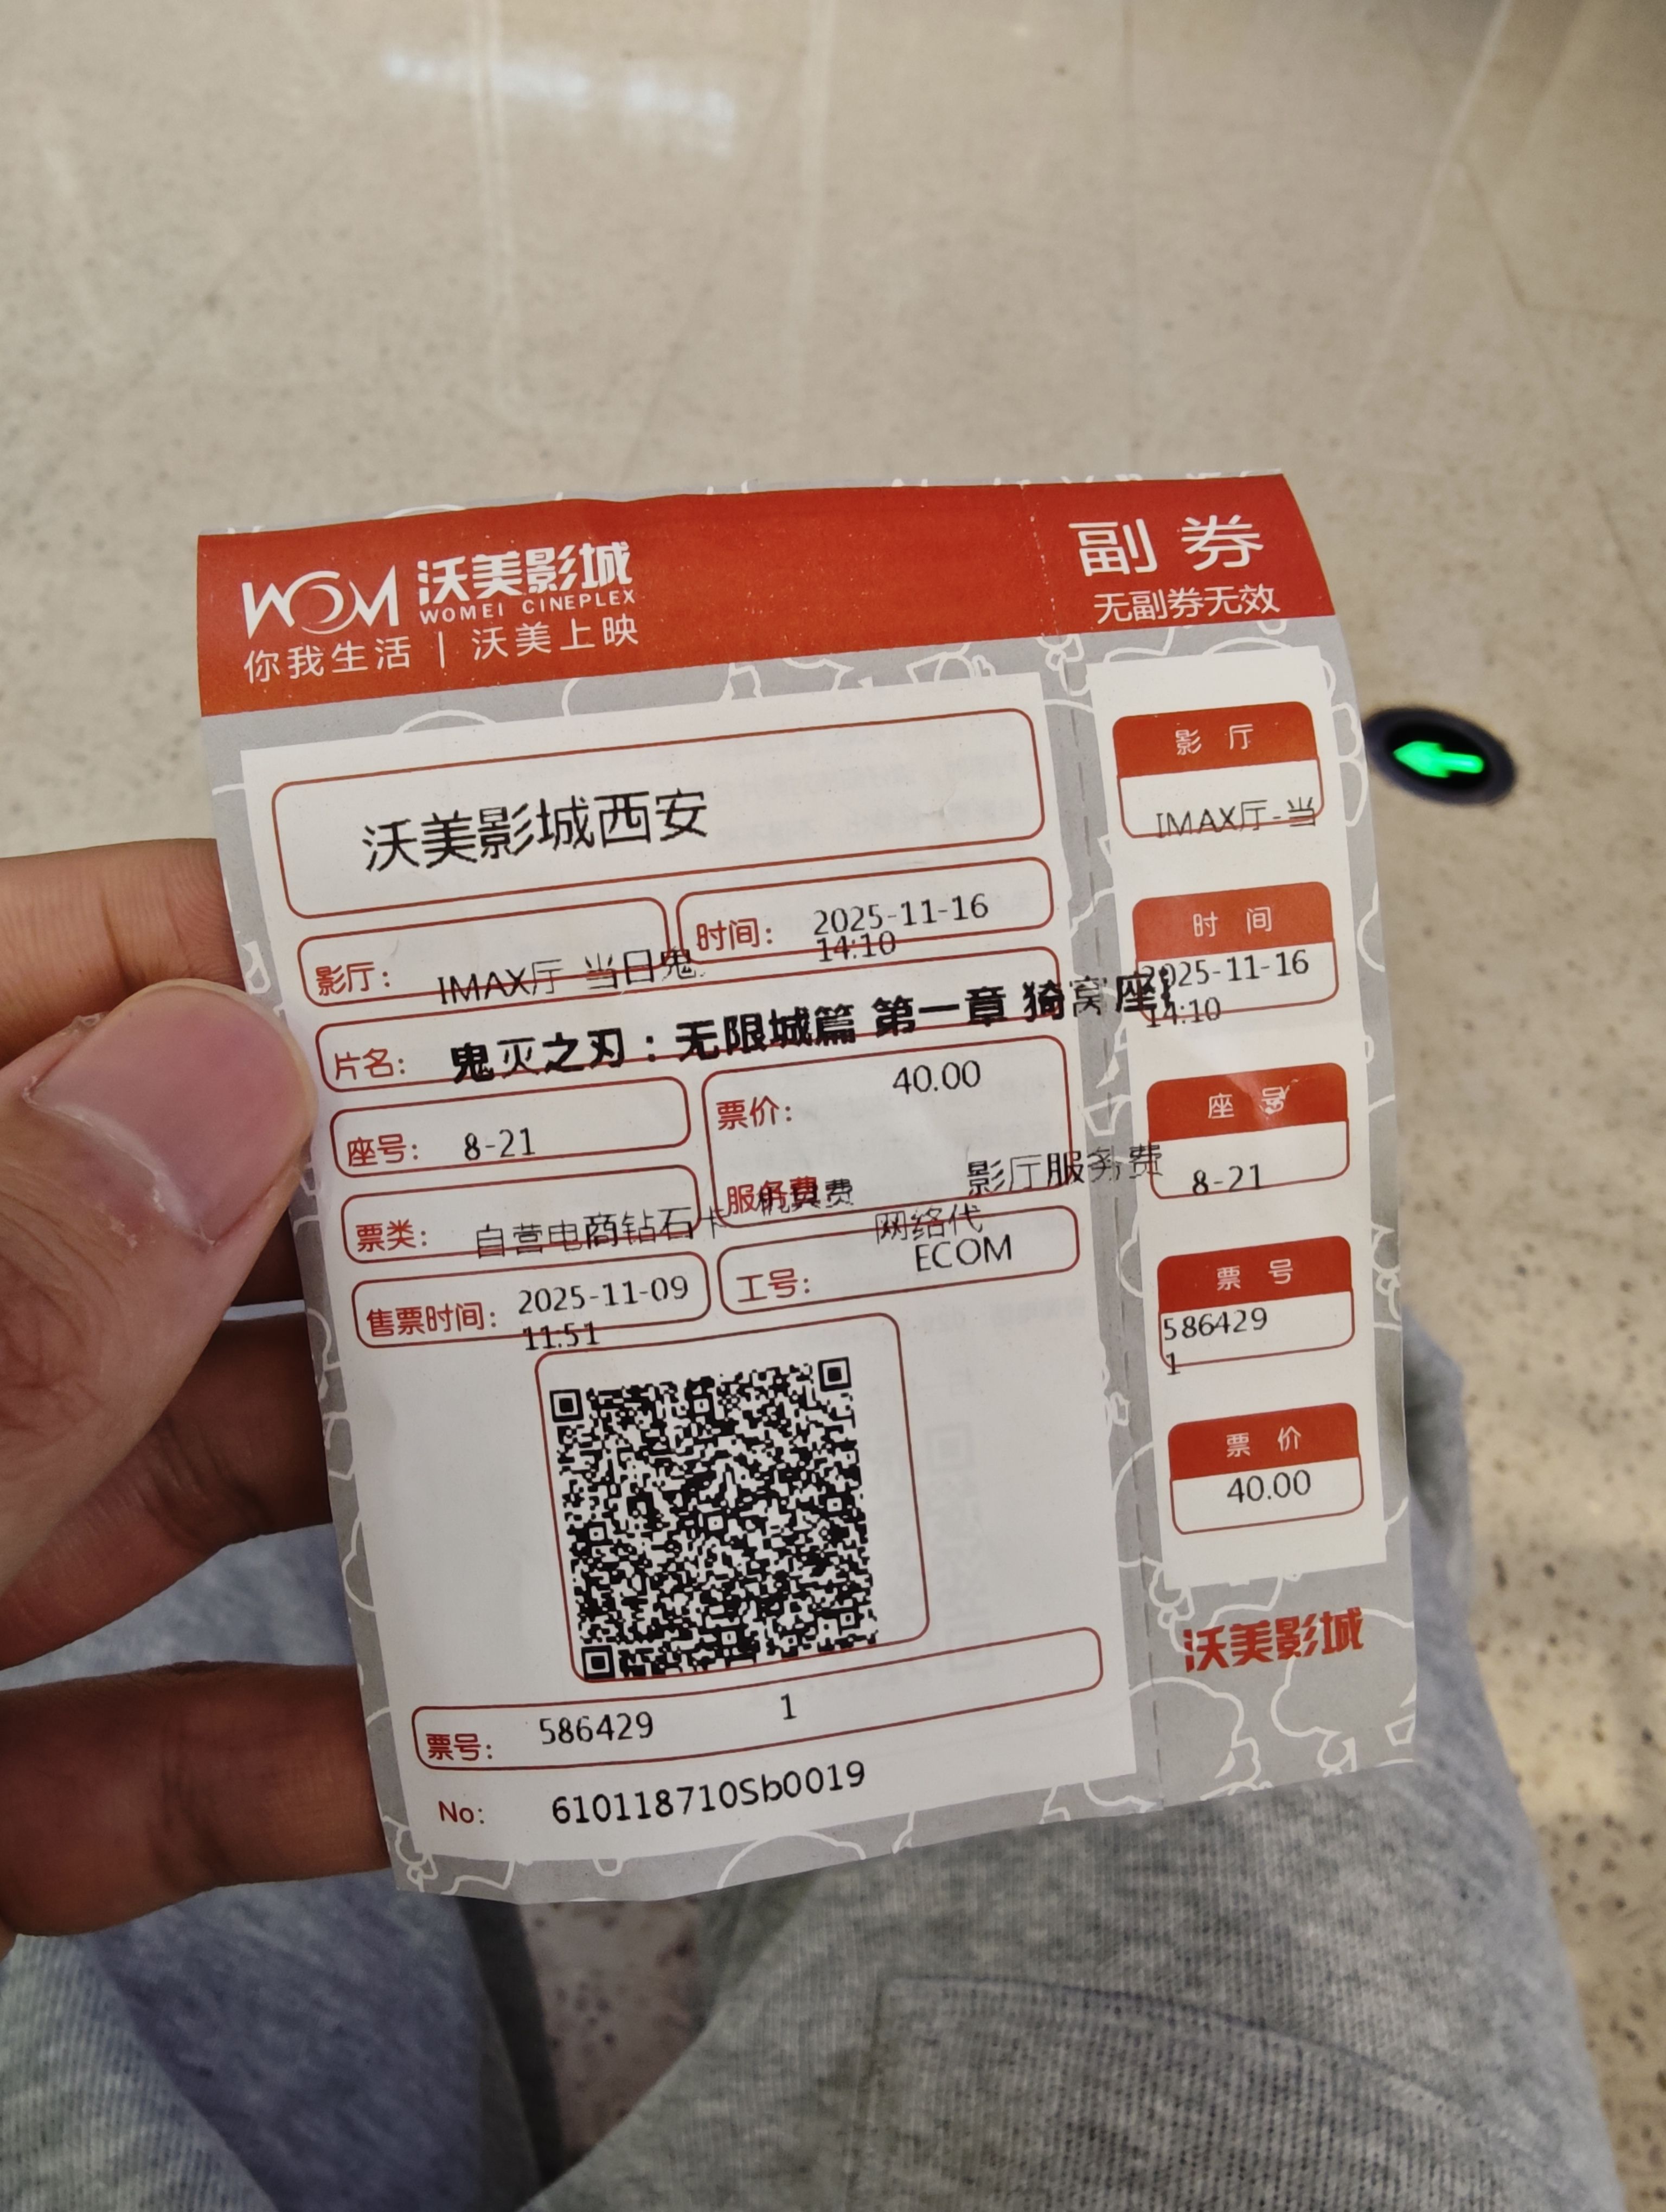 WOM 沃美影城
WOMEI CINEPLEX
你我生活 | 沃美上映
副 券
无副券无效
沃美影城西安
影厅： IMAX厅-当日鬼
时间： 2025-11-16
14:10
片名： 鬼灭之刃：无限城篇 第一章 猗窝座
座号： 8-21
票价： 40.00
服务费 影厅服务费
票类： 自营电商钻石卡
网络代
售票时间： 2025-11-09
11:51
工号： ECOM
票号： 586429 1
No: 610118710Sb0019
影 厅
IMAX厅-当
时 间
2025-11-16
14:10
座 号
8-21
票 号
586429
1
票 价
40.00
沃美影城